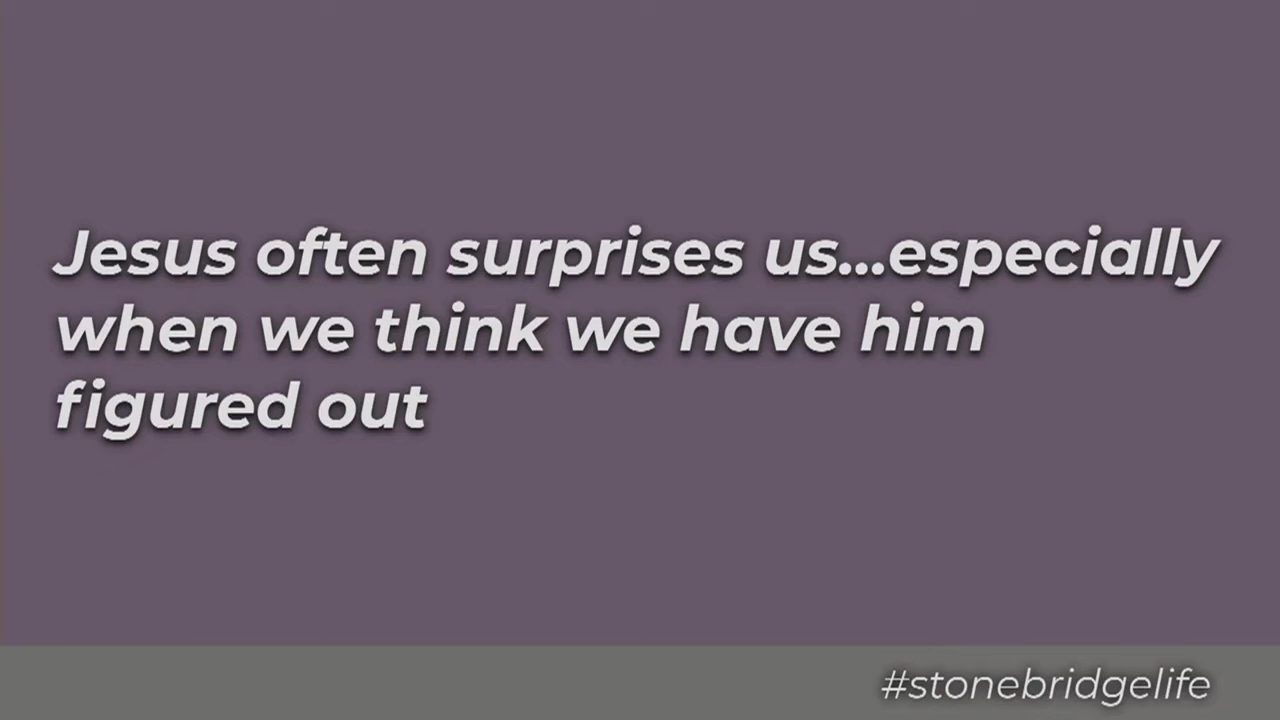 Jesus often surprises us...especially
when we think we have him
figured out
#stonebridgelife